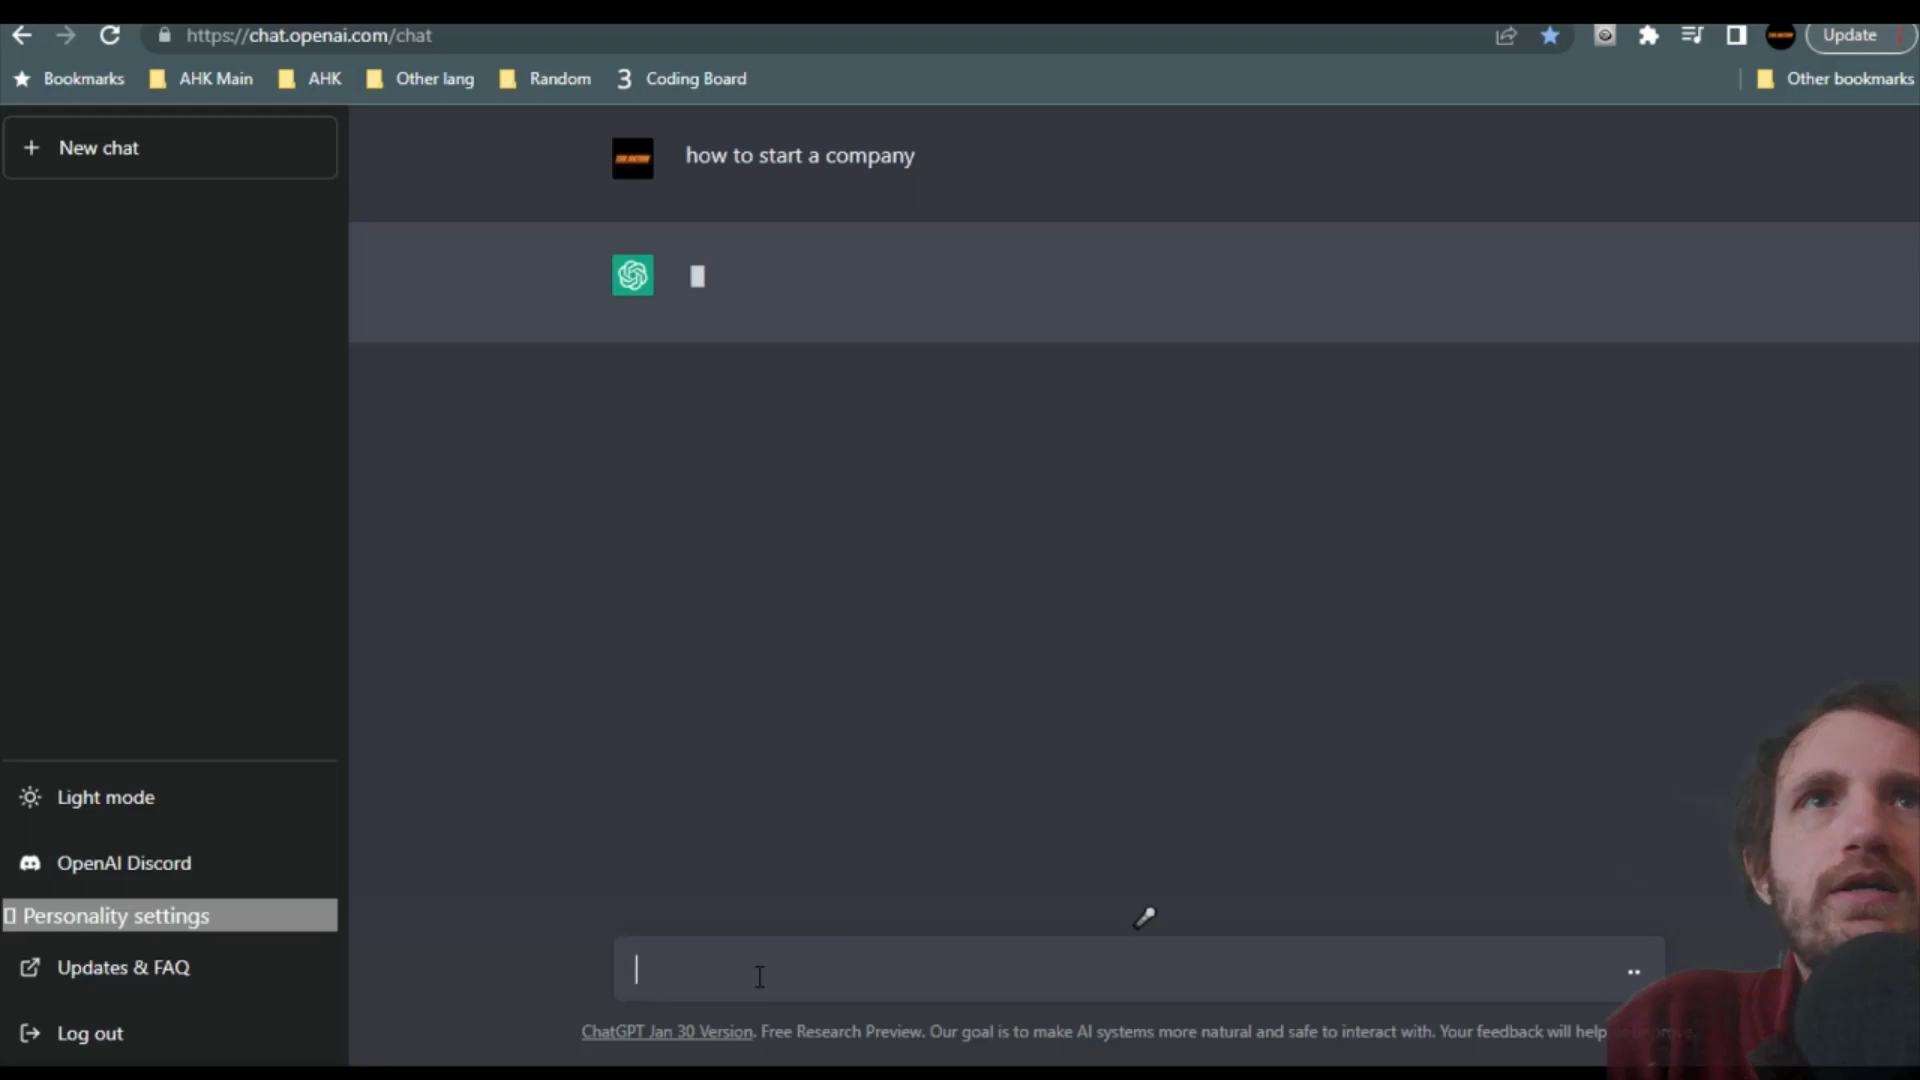 https://chat.openai.com/chat
Update
Bookmarks
AHK Main
AHK
Other lang
Random
3 Coding Board
Other bookmarks
+ New chat
how to start a company
Light mode
OpenAI Discord
Personality settings
Updates & FAQ
Log out
ChatGPT Jan 30 Version. Free Research Preview. Our goal is to make AI systems more natural and safe to interact with. Your feedback will help